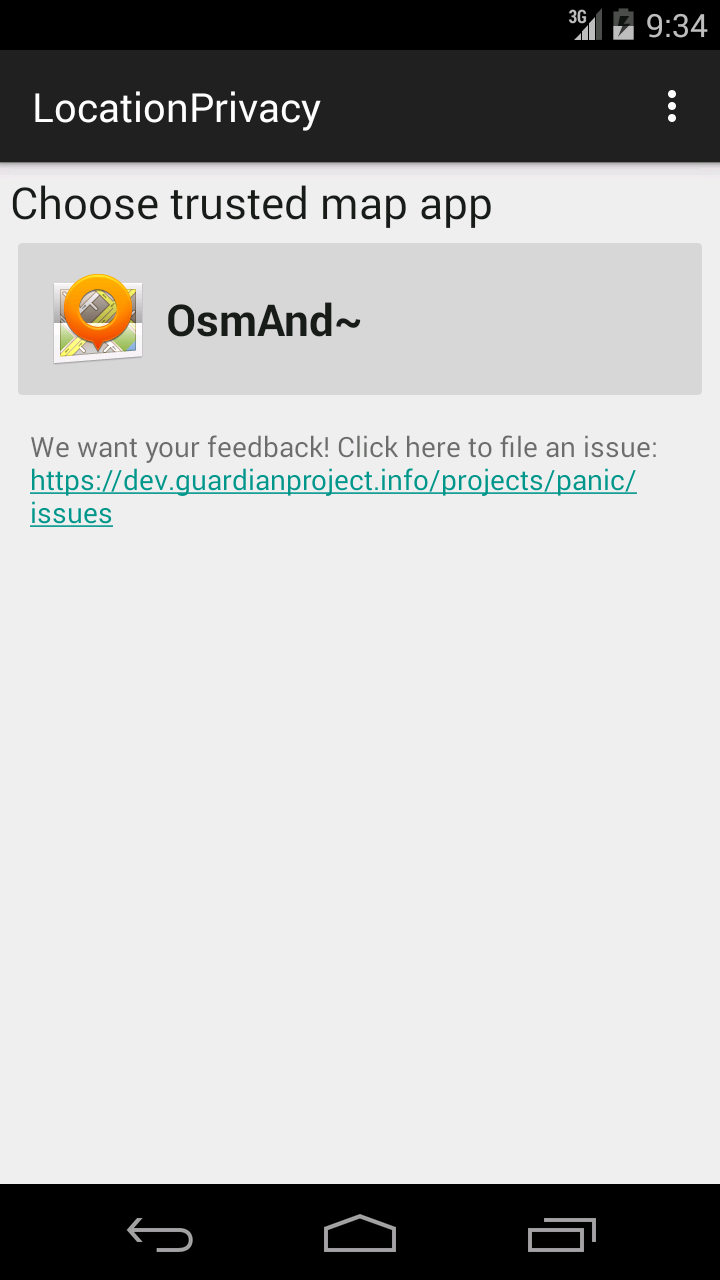 3G 9:34
LocationPrivacy
Choose trusted map app
OsmAnd~
We want your feedback! Click here to file an issue:
https://dev.guardianproject.info/projects/panic/
issues